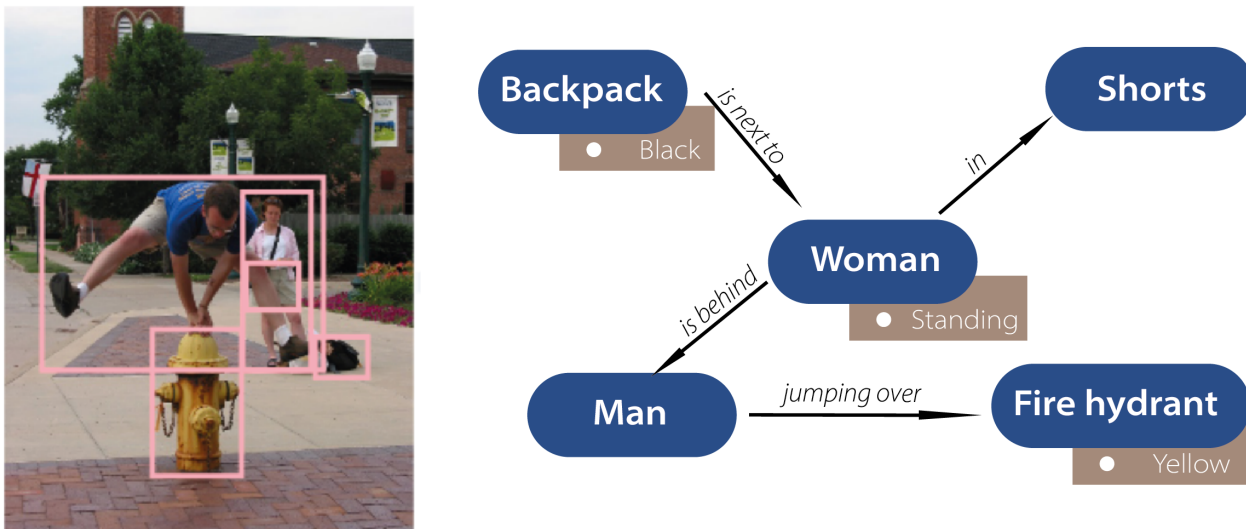 Backpack
Black
is next to
Shorts
in
Woman
Standing
is behind
Man
jumping over
Fire hydrant
Yellow